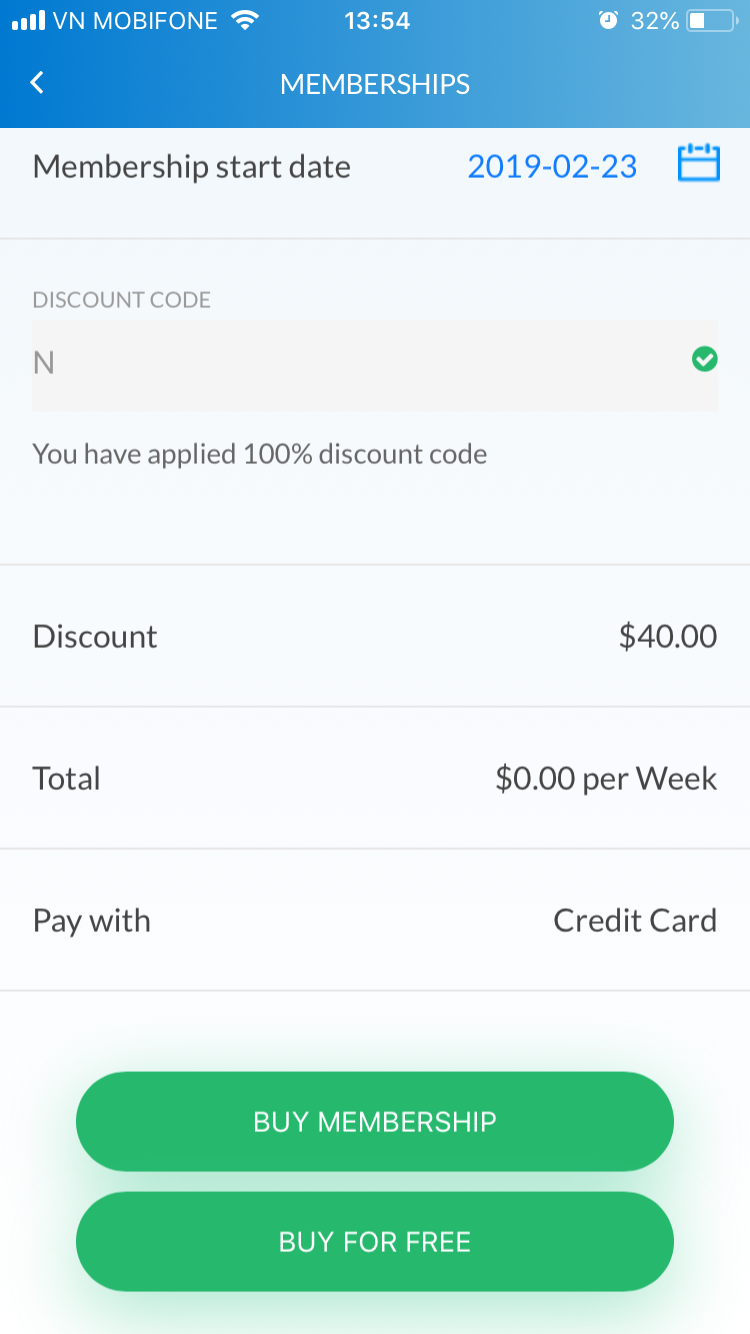 VN MOBIFONE 13:54 32%
MEMBERSHIPS
Membership start date 2019-02-23
DISCOUNT CODE
N
You have applied 100% discount code
Discount $40.00
Total $0.00 per Week
Pay with Credit Card
BUY MEMBERSHIP
BUY FOR FREE